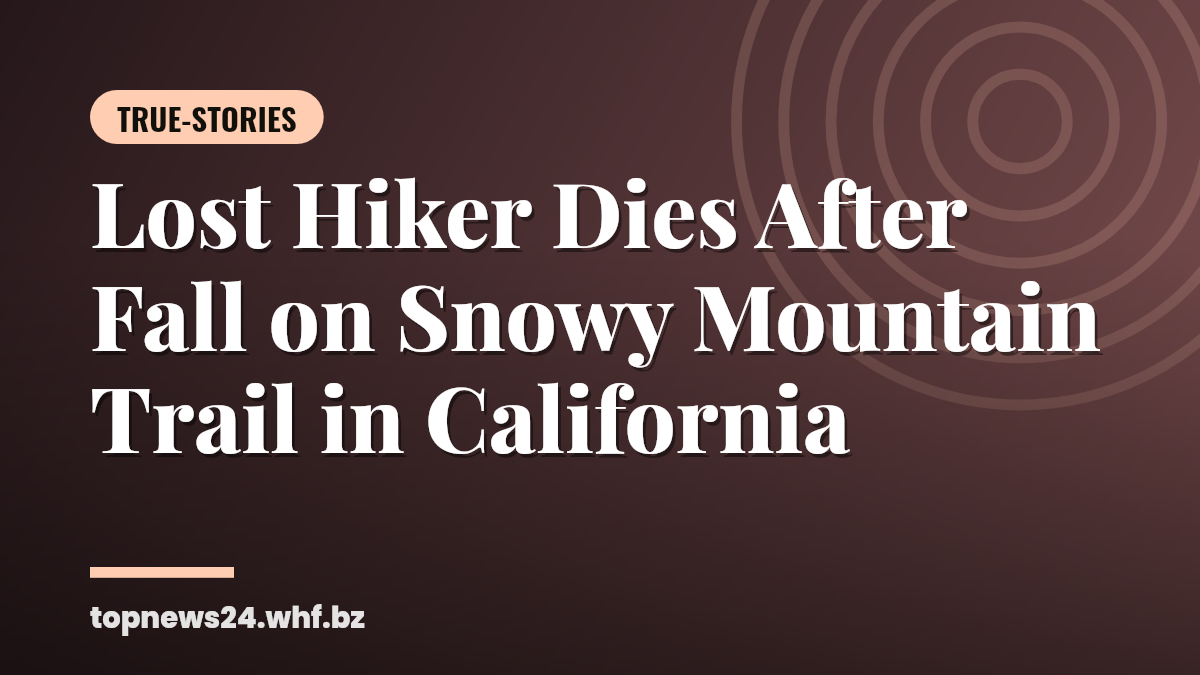 TRUE-STORIES
Lost Hiker Dies After
Fall on Snowy Mountain
Trail in California
topnews24.whf.bz